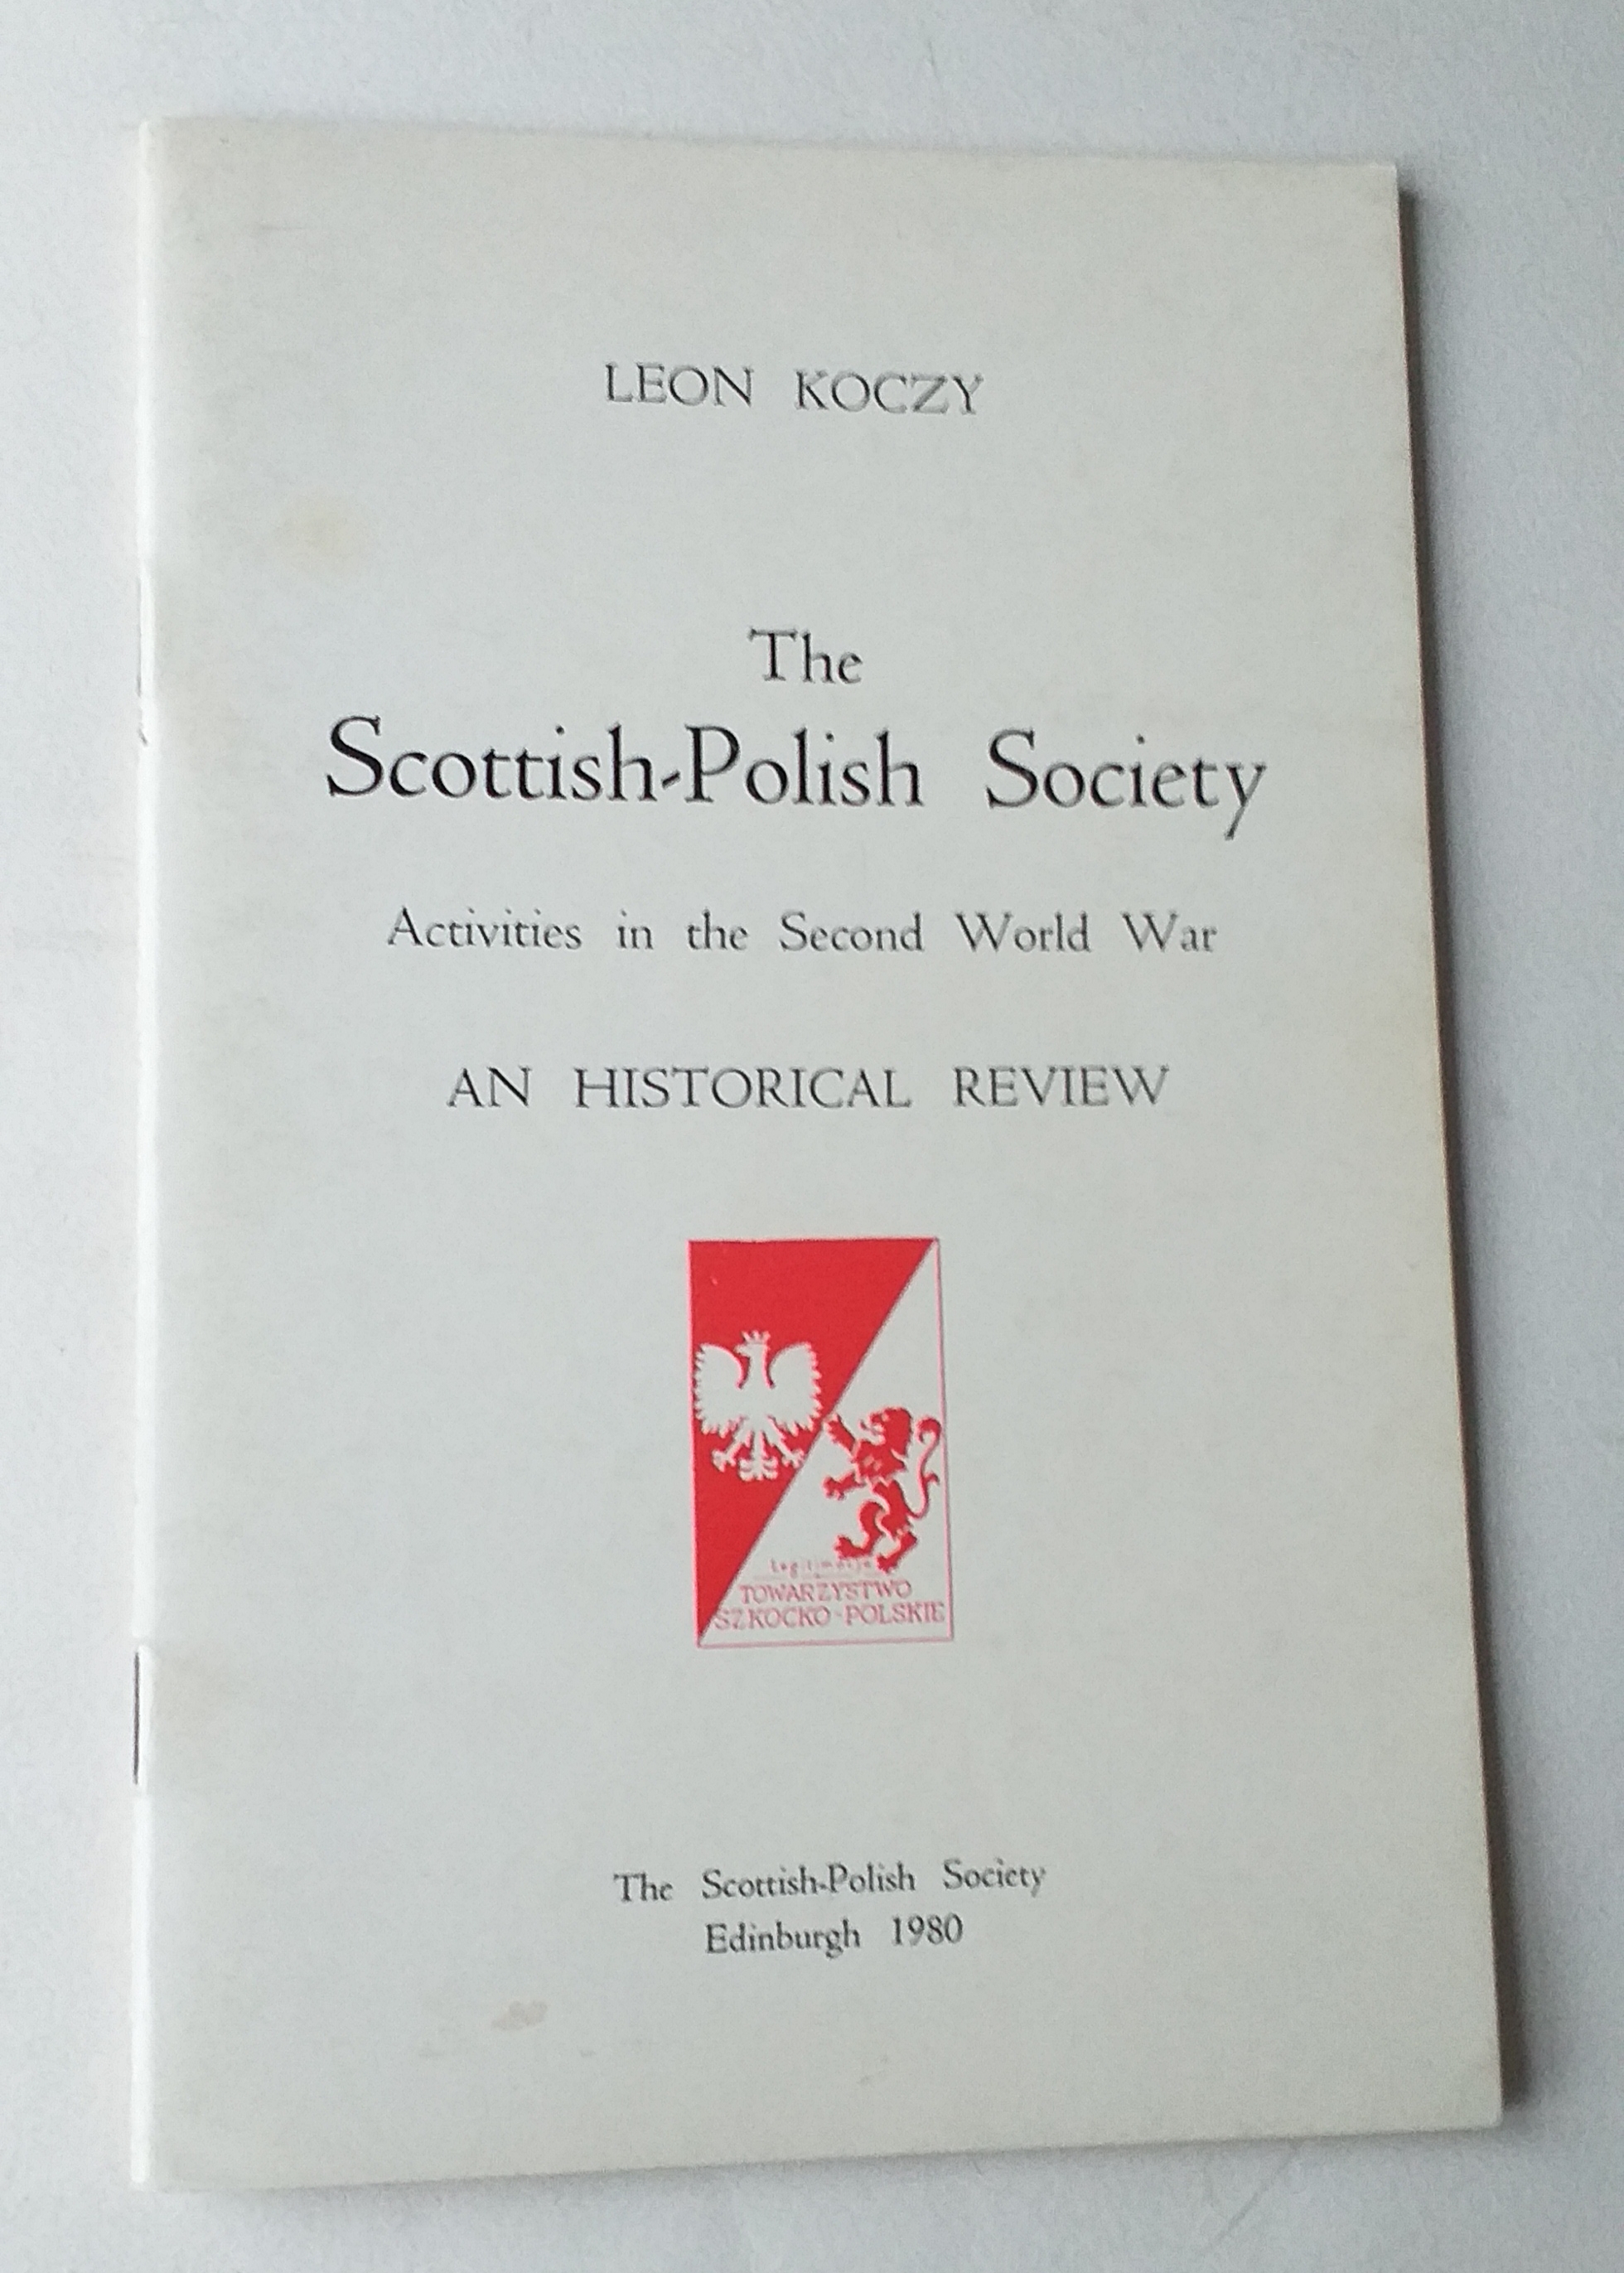 LEON KOCZY
The
Scottish-Polish Society
Activities in the Second World War
AN HISTORICAL REVIEW
Legitymacja
TOWARZYSTWO
SZKOCKO-POLSKIE
The Scottish-Polish Society
Edinburgh 1980